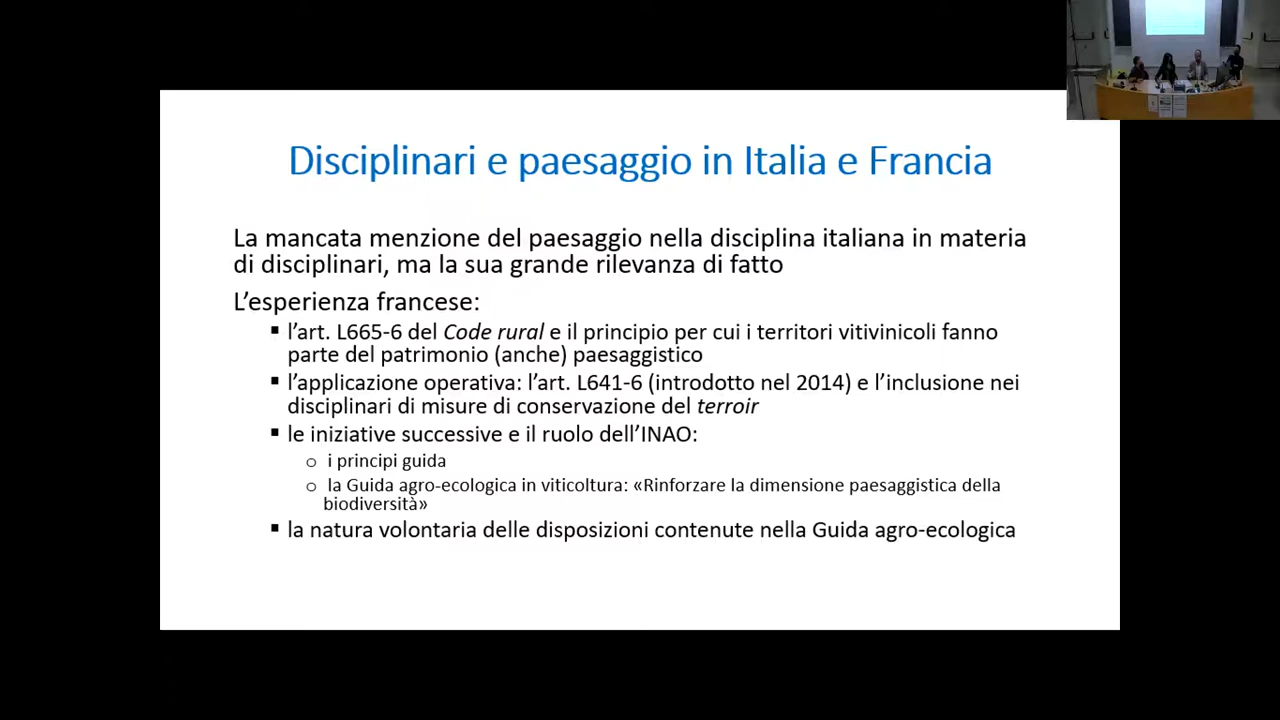 Disciplinari e paesaggio in Italia e Francia
La mancata menzione del paesaggio nella disciplina italiana in materia
di disciplinari, ma la sua grande rilevanza di fatto
L’esperienza francese:
▪ l’art. L665-6 del Code rural e il principio per cui i territori vitivinicoli fanno
parte del patrimonio (anche) paesaggistico
▪ l’applicazione operativa: l’art. L641-6 (introdotto nel 2014) e l’inclusione nei
disciplinari di misure di conservazione del terroir
▪ le iniziative successive e il ruolo dell’INAO:
o i principi guida
o la Guida agro-ecologica in viticoltura: «Rinforzare la dimensione paesaggistica della
biodiversità»
▪ la natura volontaria delle disposizioni contenute nella Guida agro-ecologica